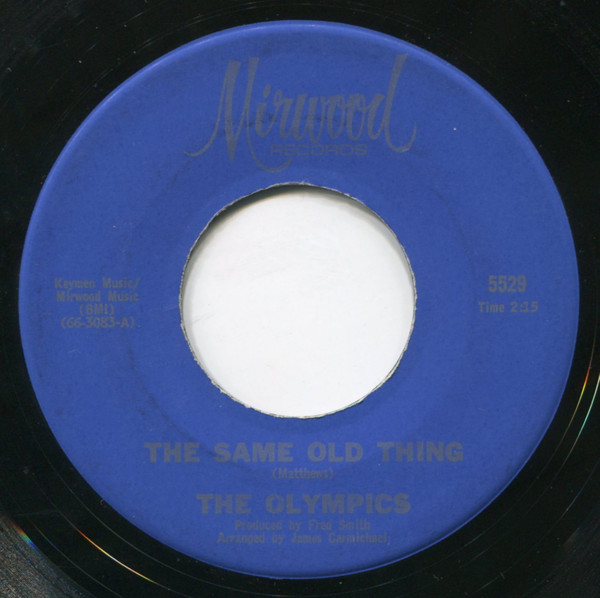 Mirwood
RECORDS
Keymen Music/
Mirwood Music
(BMI)
(66-3083-A)
5529
Time 2:15
THE SAME OLD THING
(Matthews)
THE OLYMPICS
Produced by Fred Smith
Arranged by James Carmichael